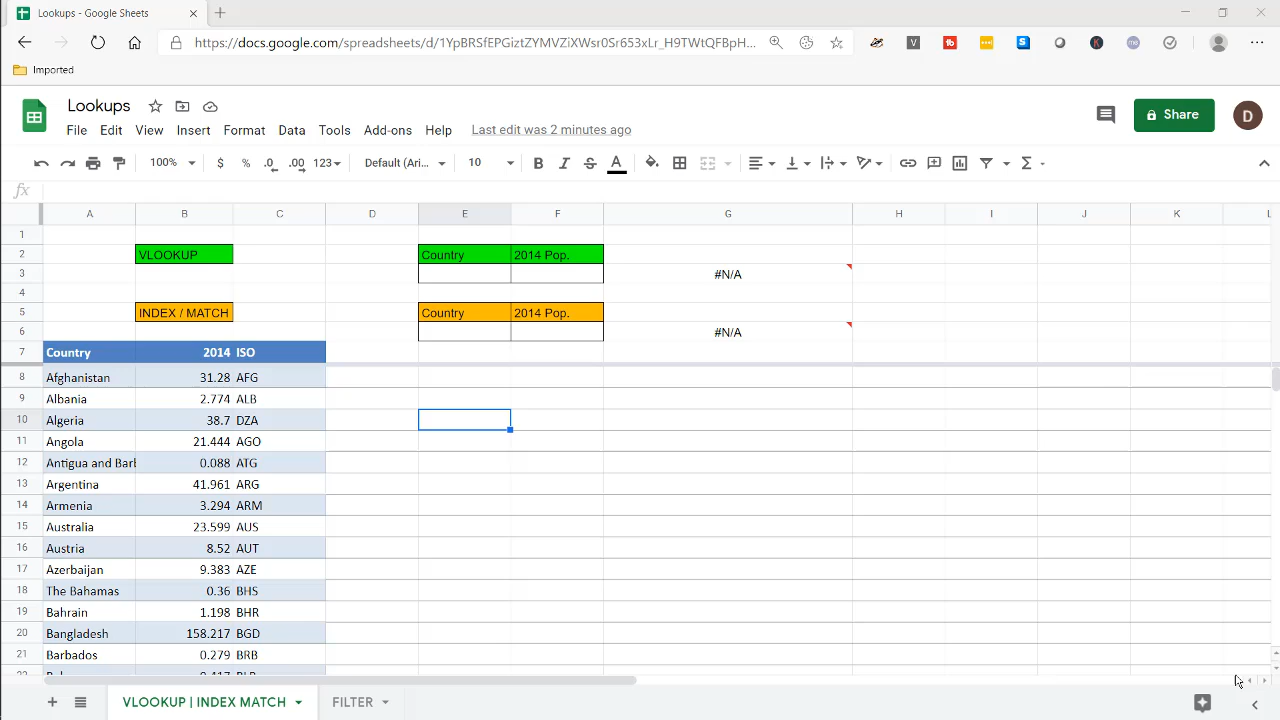 Lookups - Google Sheets
https://docs.google.com/spreadsheets/d/1YpBRSfEPGiztZYMVZiXWsr0Sr653xLr_H9TWtQFBpH...
Imported
Lookups
Share
D
File Edit View Insert Format Data Tools Add-ons Help Last edit was 2 minutes ago
100% $ % .0 .00 123 Default (Ari... 10 B I S A
fx
A B C D E F G H I J K L
1
2 VLOOKUP Country 2014 Pop.
3 #N/A
4
5 INDEX / MATCH Country 2014 Pop.
6 #N/A
7 Country 2014 ISO
8 Afghanistan 31.28 AFG
9 Albania 2.774 ALB
10 Algeria 38.7 DZA
11 Angola 21.444 AGO
12 Antigua and Bark 0.088 ATG
13 Argentina 41.961 ARG
14 Armenia 3.294 ARM
15 Australia 23.599 AUS
16 Austria 8.52 AUT
17 Azerbaijan 9.383 AZE
18 The Bahamas 0.36 BHS
19 Bahrain 1.198 BHR
20 Bangladesh 158.217 BGD
21 Barbados 0.279 BRB
VLOOKUP | INDEX MATCH FILTER